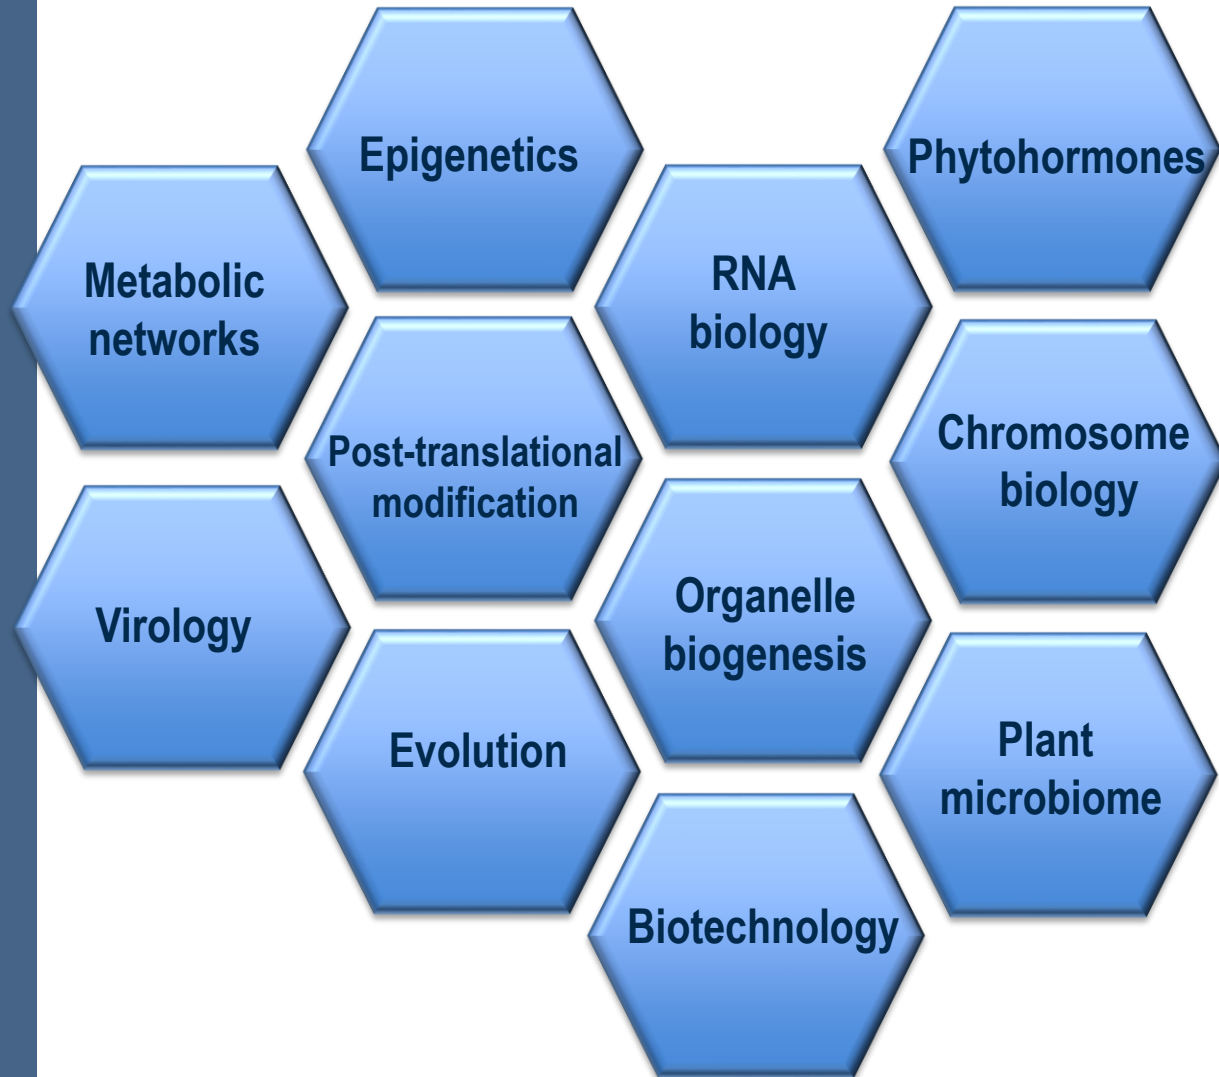 Epigenetics
Phytohormones
Metabolic
networks
RNA
biology
Post-translational
modification
Chromosome
biology
Virology
Organelle
biogenesis
Evolution
Plant
microbiome
Biotechnology